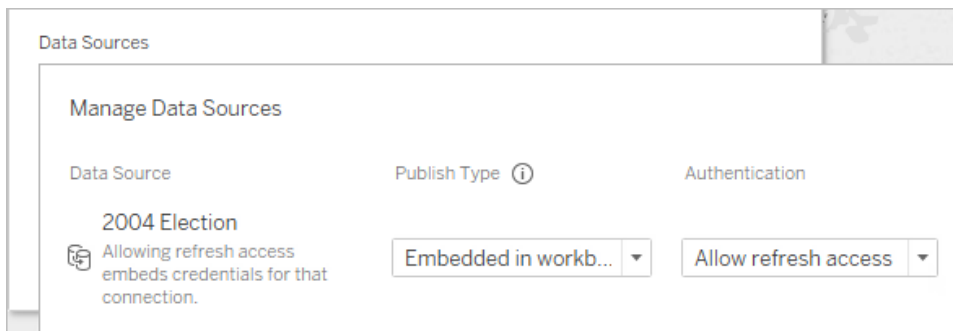 Data Sources
Manage Data Sources
Data Source
Publish Type
Authentication
2004 Election
Allowing refresh access
embeds credentials for that
connection.
Embedded in workb...
Allow refresh access